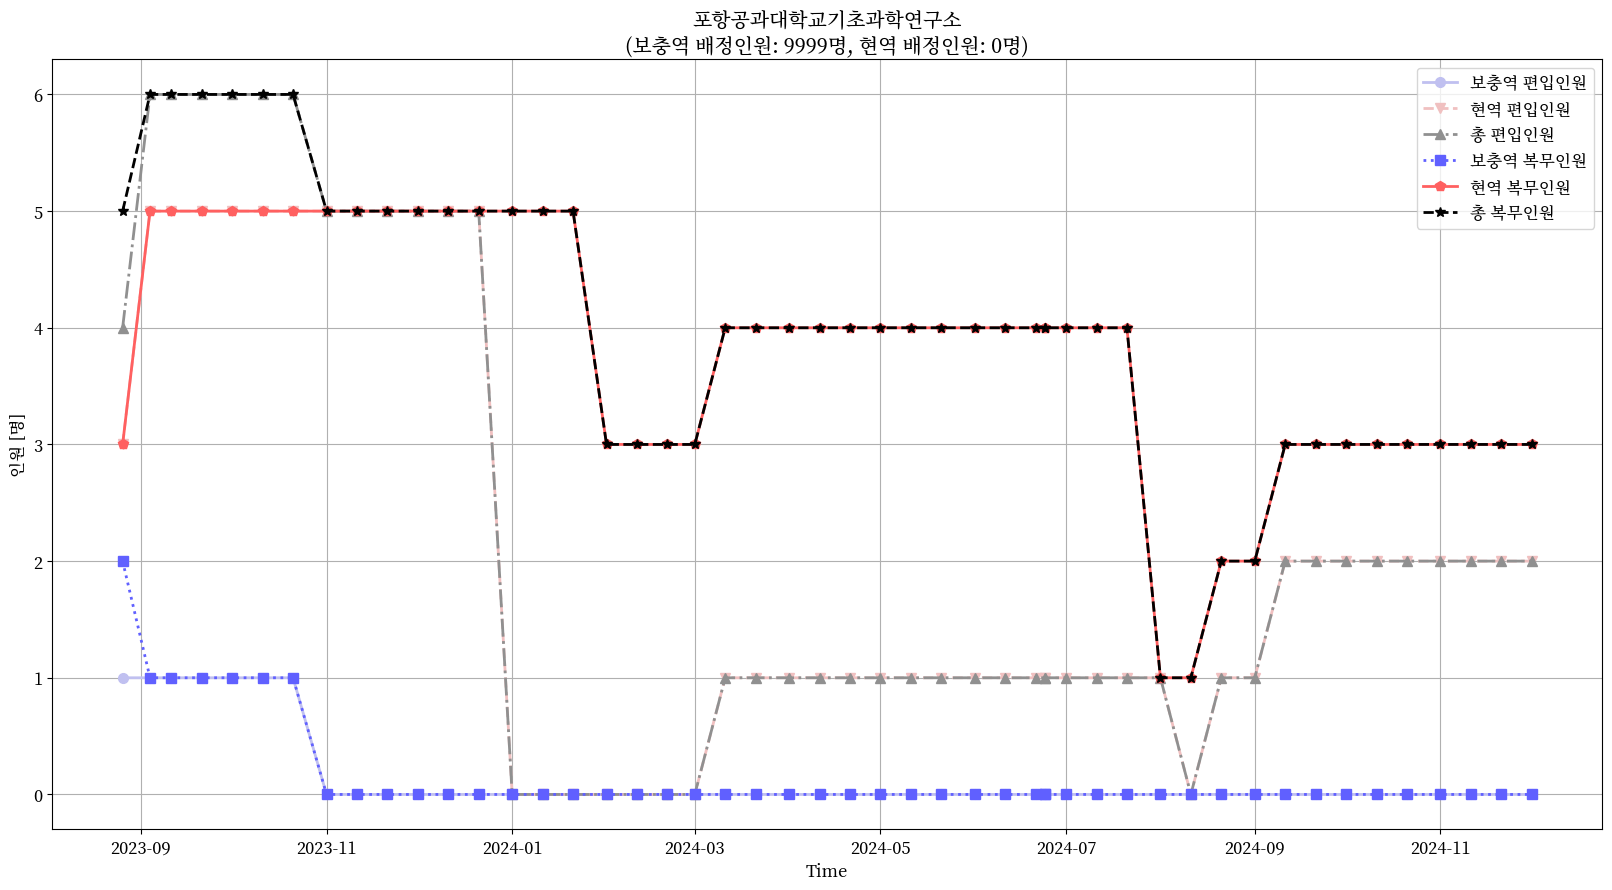 포항공과대학교기초과학연구소
(보충역 배정인원: 9999명, 현역 배정인원: 0명)
보충역 편입인원
현역 편입인원
총 편입인원
보충역 복무인원
현역 복무인원
총 복무인원
인원 [명]
6
5
4
3
2
1
0
2023-09
2023-11
2024-01
2024-03
2024-05
2024-07
2024-09
2024-11
Time